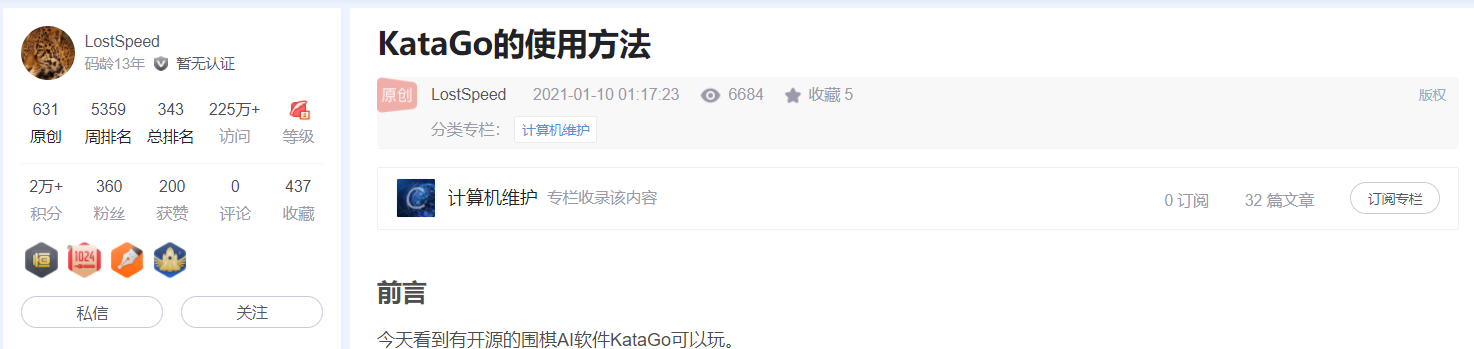 LostSpeed
码龄13年 暂无认证
631 5359 343 225万+
原创 周排名 总排名 访问 等级
2万+ 360 200 0 437
积分 粉丝 获赞 评论 收藏
恒 1024
私信 关注
KataGo的使用方法
原创 LostSpeed 2021-01-10 01:17:23 6684 收藏 5 版权
分类专栏： 计算机维护
计算机维护 专栏收录该内容 0 订阅 32 篇文章 订阅专栏
前言
今天看到有开源的围棋AI软件KataGo可以玩。